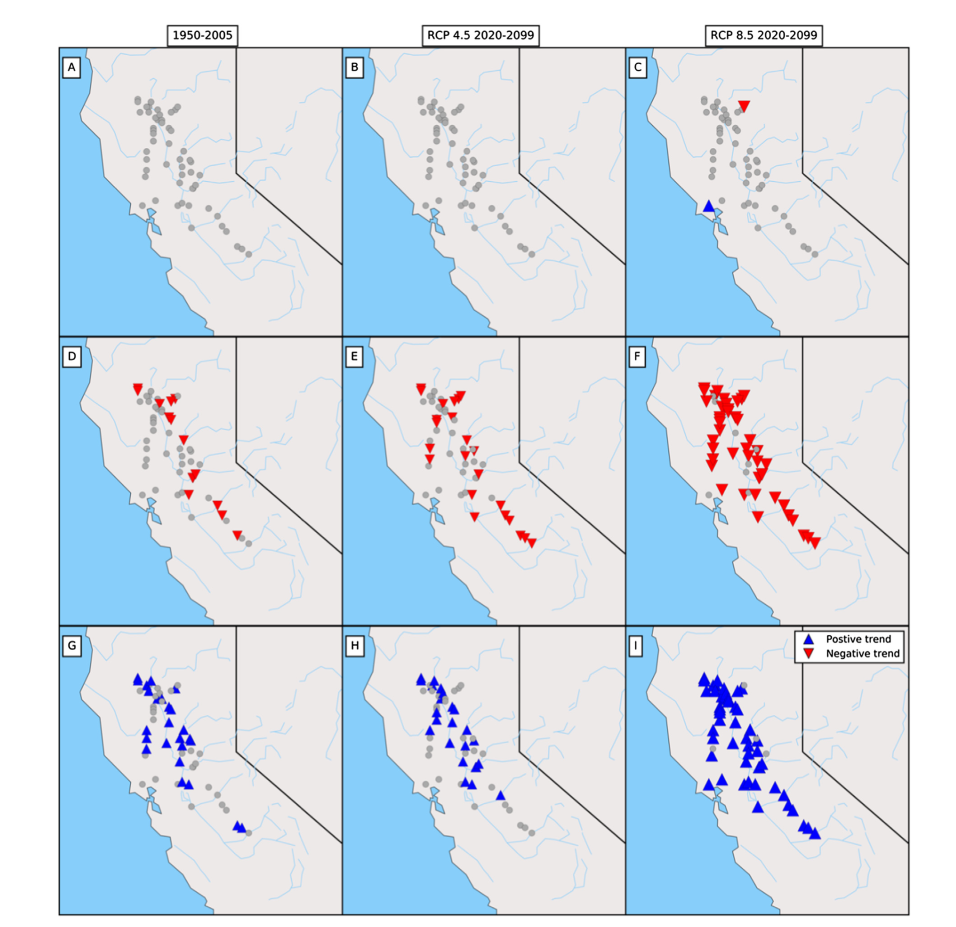 1950-2005
RCP 4.5 2020-2099
RCP 8.5 2020-2099
A
B
C
D
E
F
G
H
I
Postive trend
Negative trend